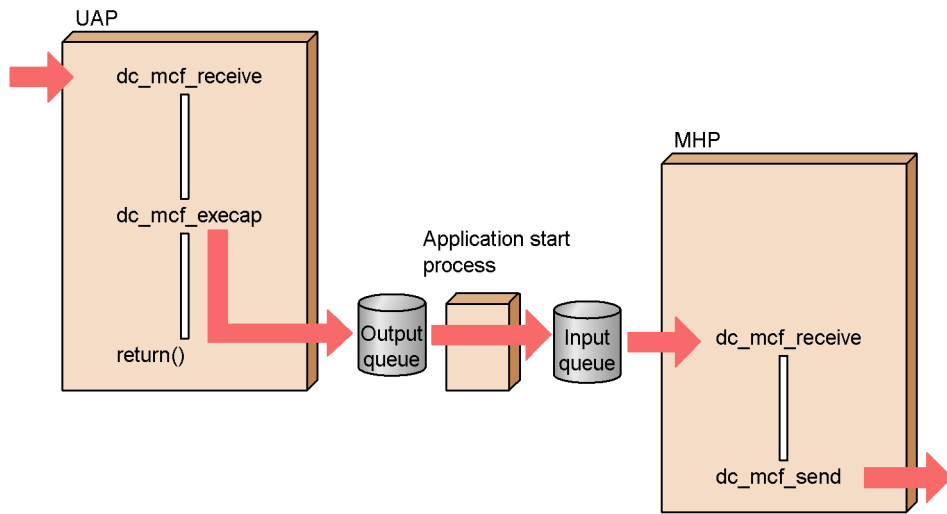 UAP
dc_mcf_receive
dc_mcf_execap
return()
Application start
process
Output
queue
Input
queue
MHP
dc_mcf_receive
dc_mcf_send